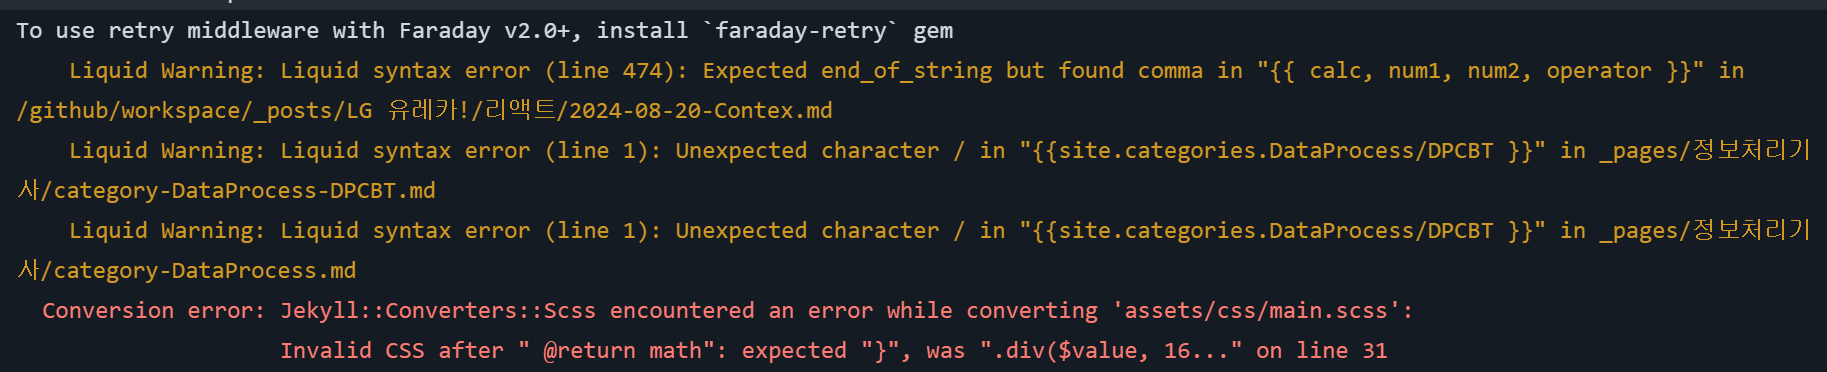 To use retry middleware with Faraday v2.0+, install `faraday-retry` gem
Liquid Warning: Liquid syntax error (line 474): Expected end_of_string but found comma in "{{ calc, num1, num2, operator }}" in
/github/workspace/_posts/LG 유레카!/리액트/2024-08-20-Contex.md
Liquid Warning: Liquid syntax error (line 1): Unexpected character / in "{{site.categories.DataProcess/DPCBT }}" in _pages/정보처리기
사/category-DataProcess-DPCBT.md
Liquid Warning: Liquid syntax error (line 1): Unexpected character / in "{{site.categories.DataProcess/DPCBT }}" in _pages/정보처리기
사/category-DataProcess.md
Conversion error: Jekyll::Converters::Scss encountered an error while converting 'assets/css/main.scss':
Invalid CSS after " @return math": expected "}", was ".div($value, 16..." on line 31